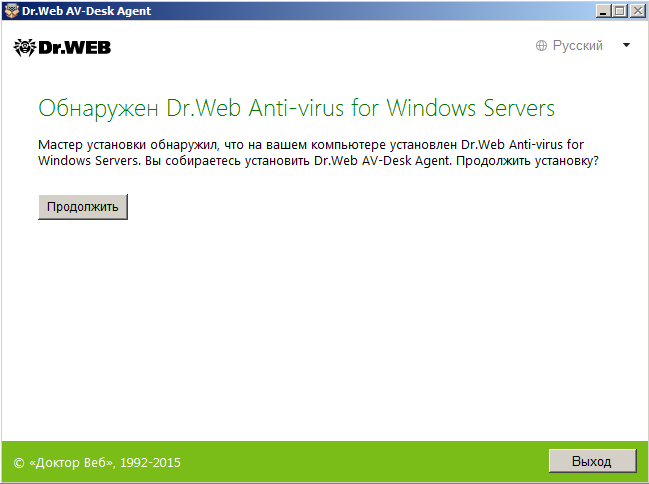 Dr.Web AV-Desk Agent
Dr.WEB
Русский
Обнаружен Dr.Web Anti-virus for Windows Servers
Мастер установки обнаружил, что на вашем компьютере установлен Dr.Web Anti-virus for
Windows Servers. Вы собираетесь установить Dr.Web AV-Desk Agent. Продолжить установку?
Продолжить
© «Доктор Веб», 1992-2015
Выход